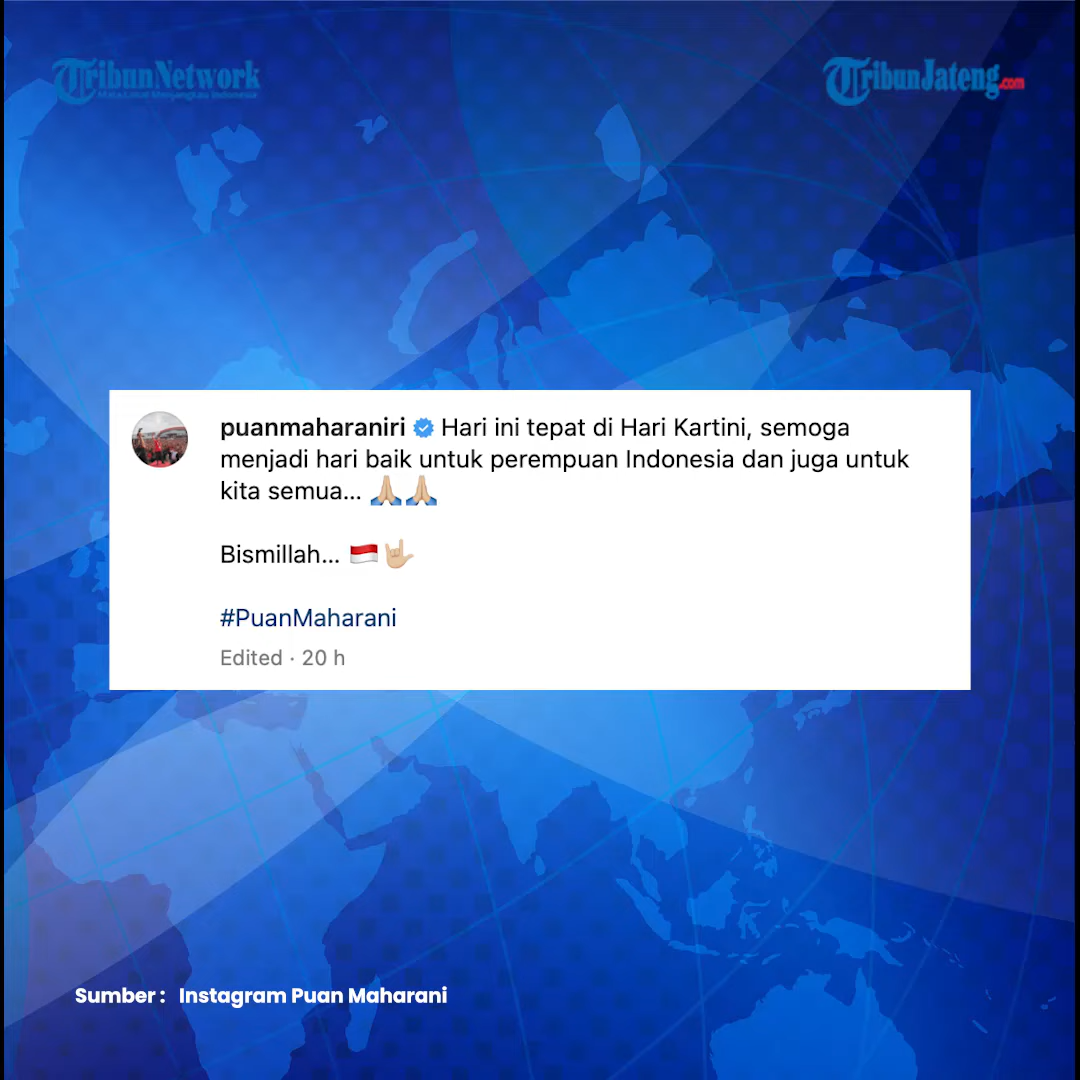 TribunNetwork
TribunJateng.com
puanmaharaniri Hari ini tepat di Hari Kartini, semoga
menjadi hari baik untuk perempuan Indonesia dan juga untuk
kita semua... 🙏🏼🙏🏼
Bismillah... 🇮🇩🤟🏼
#PuanMaharani
Edited · 20 h
Sumber : Instagram Puan Maharani